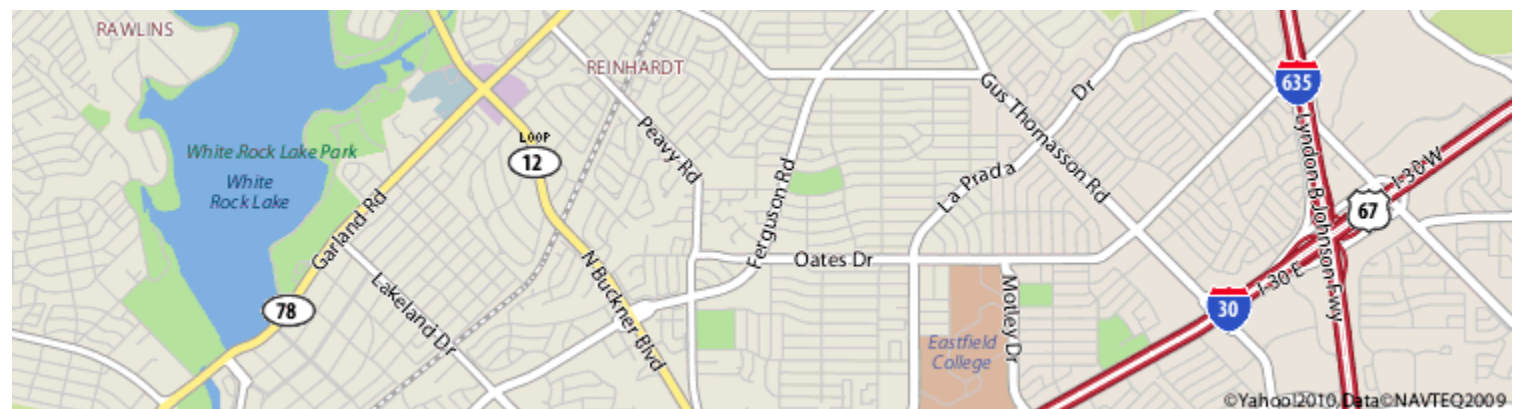 RAWLINS
REINHARDT
635
LOOP
12
Peavy Rd
Gus Thomasson Rd
Dr
La Prada
White Rock Lake Park
White
Rock Lake
Garland Rd
Ferguson Rd
Lyndon B Johnson Fwy
I-30 W
67
Oates Dr
N Buckner Blvd
Lakeland Dr
78
I-30 E
30
Motley Dr
Eastfield
College
©Yahoo!2010,Data©NAVTEQ2009